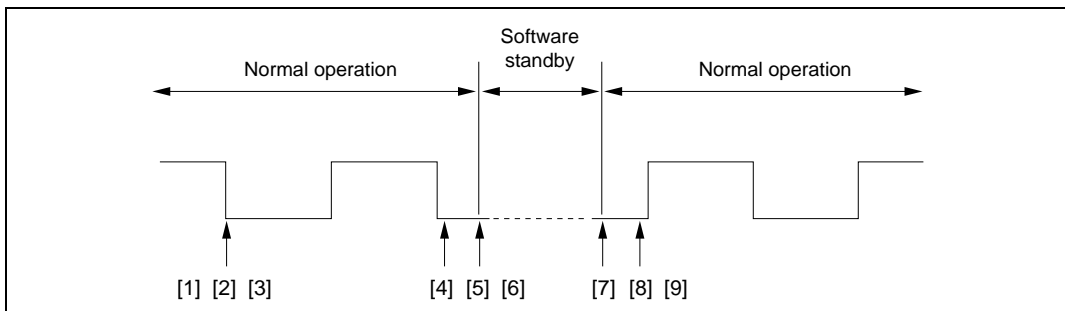 Software
standby
Normal operation
Normal operation
[1] [2] [3]
[4] [5] [6]
[7] [8] [9]